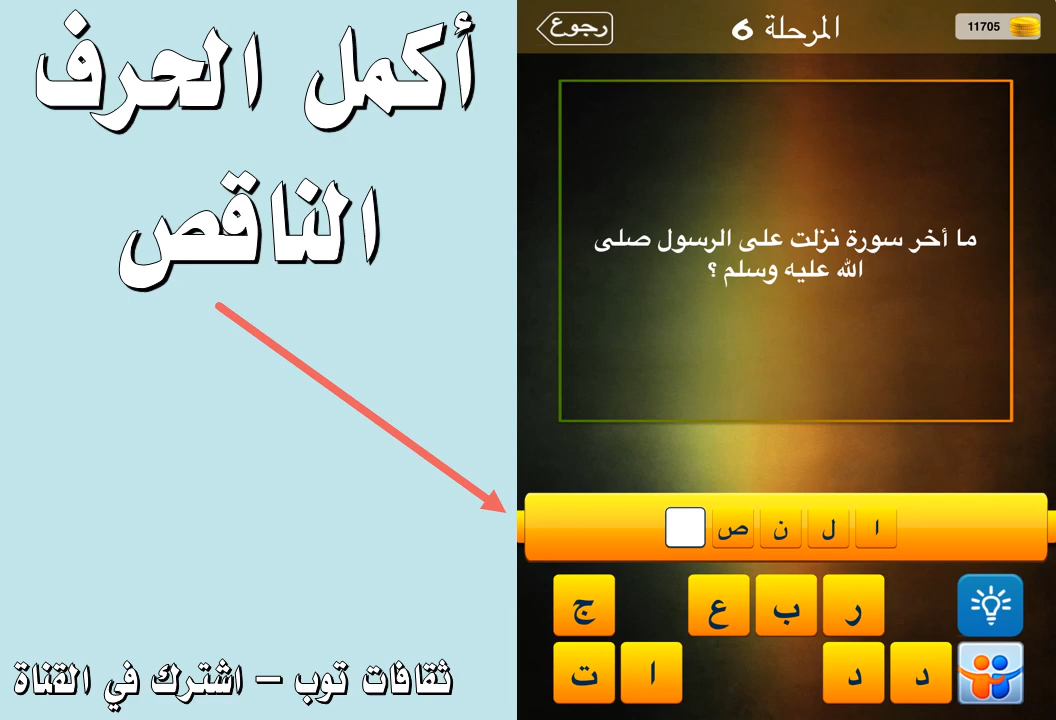 أكمل الحرف
الناقص
ثقافات توب – اشترك في القناة
رجوع
المرحلة 6
11705
ما أخر سورة نزلت على الرسول صلى
الله عليه وسلم ؟
ا ل ن ص
ر ب ع ج
د د ا ت